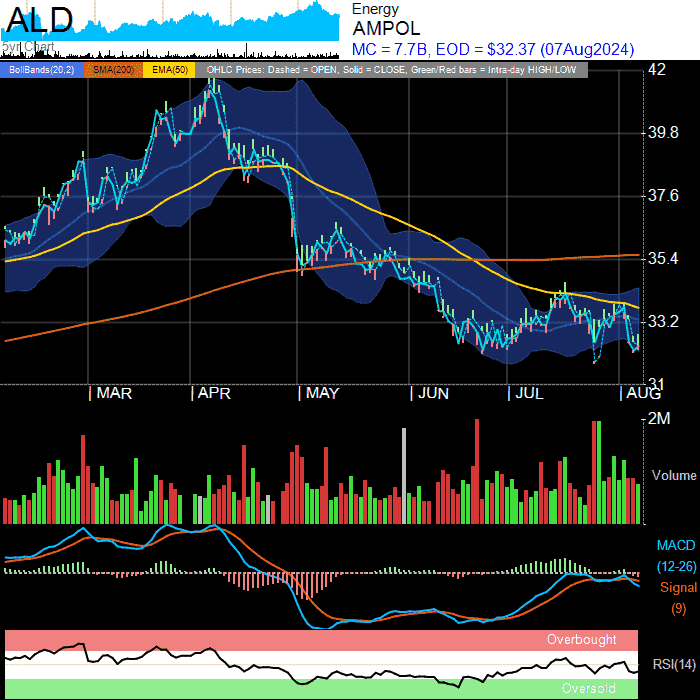 ALD
5yr Chart
Energy
AMPOL
MC = 7.7B, EOD = $32.37 (07Aug2024)
BollBands(20,2) SMA(200) EMA(50) OHLC Prices: Dashed = OPEN, Solid = CLOSE, Green/Red bars = Intra-day HIGH/LOW
42
39.8
37.6
35.4
33.2
31
| MAR | APR | MAY | JUN | JUL | AUG
2M
Volume
MACD
(12-26)
Signal
(9)
Overbought
RSI(14)
Oversold